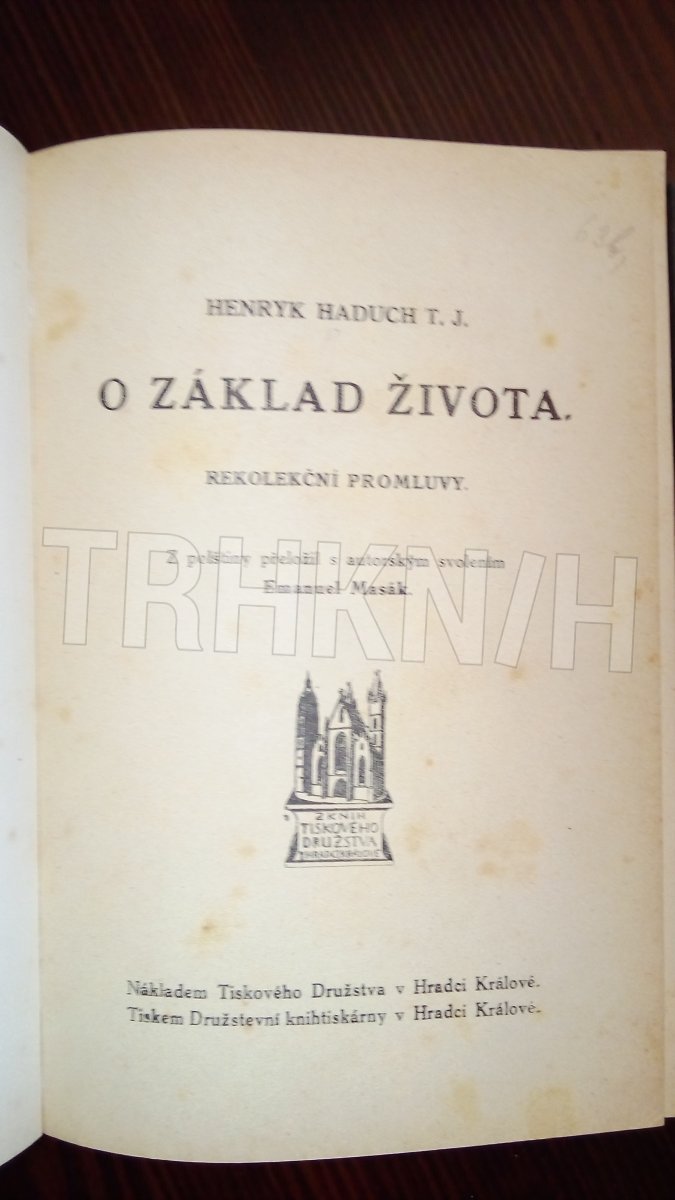 HENRYK HADUCH T. J.
O ZÁKLAD ŽIVOTA.
REKOLEKČNÍ PROMLUVY.
Z polštiny přeložil s autorským svolením
Emanuel Masák.
TRHKNIH
Z KNIH
TISKOVÉHO
DRUŽSTVA
Nákladem Tiskového Družstva v Hradci Králové.
Tiskem Družstevní knihtiskárny v Hradci Králové.